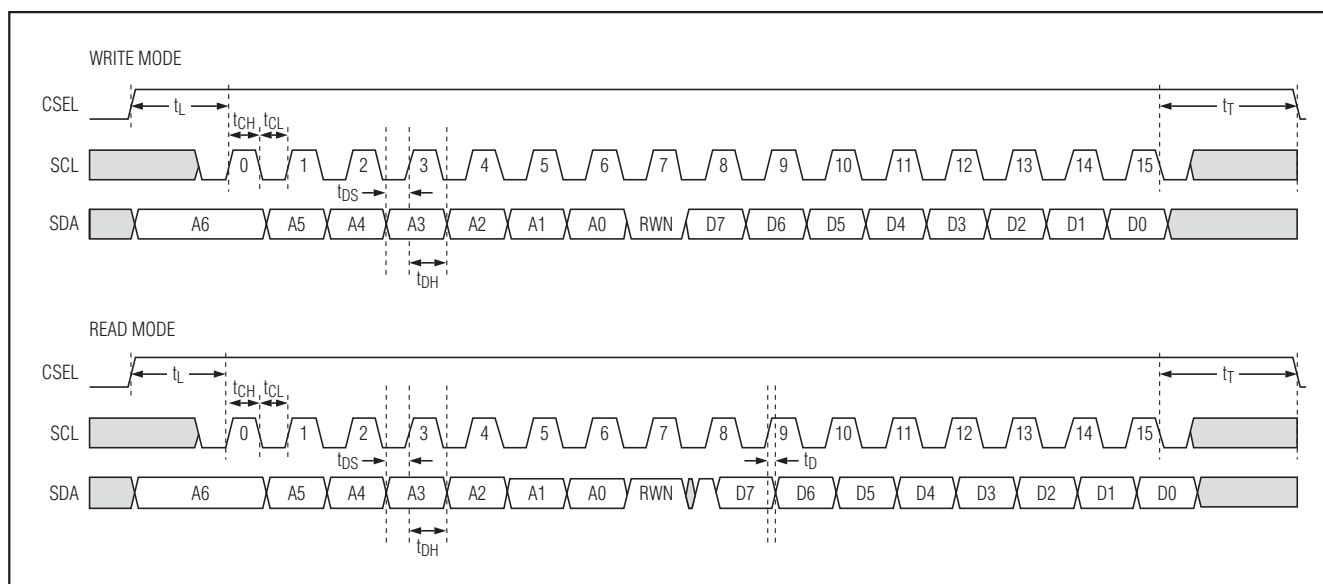 WRITE MODE
CSEL tL tT
tCH tCL
SCL 0 1 2 3 4 5 6 7 8 9 10 11 12 13 14 15
tDS
SDA A6 A5 A4 A3 A2 A1 A0 RWN D7 D6 D5 D4 D3 D2 D1 D0
tDH
READ MODE
CSEL tL tT
tCH tCL
SCL 0 1 2 3 4 5 6 7 8 9 10 11 12 13 14 15
tDS tD
SDA A6 A5 A4 A3 A2 A1 A0 RWN D7 D6 D5 D4 D3 D2 D1 D0
tDH